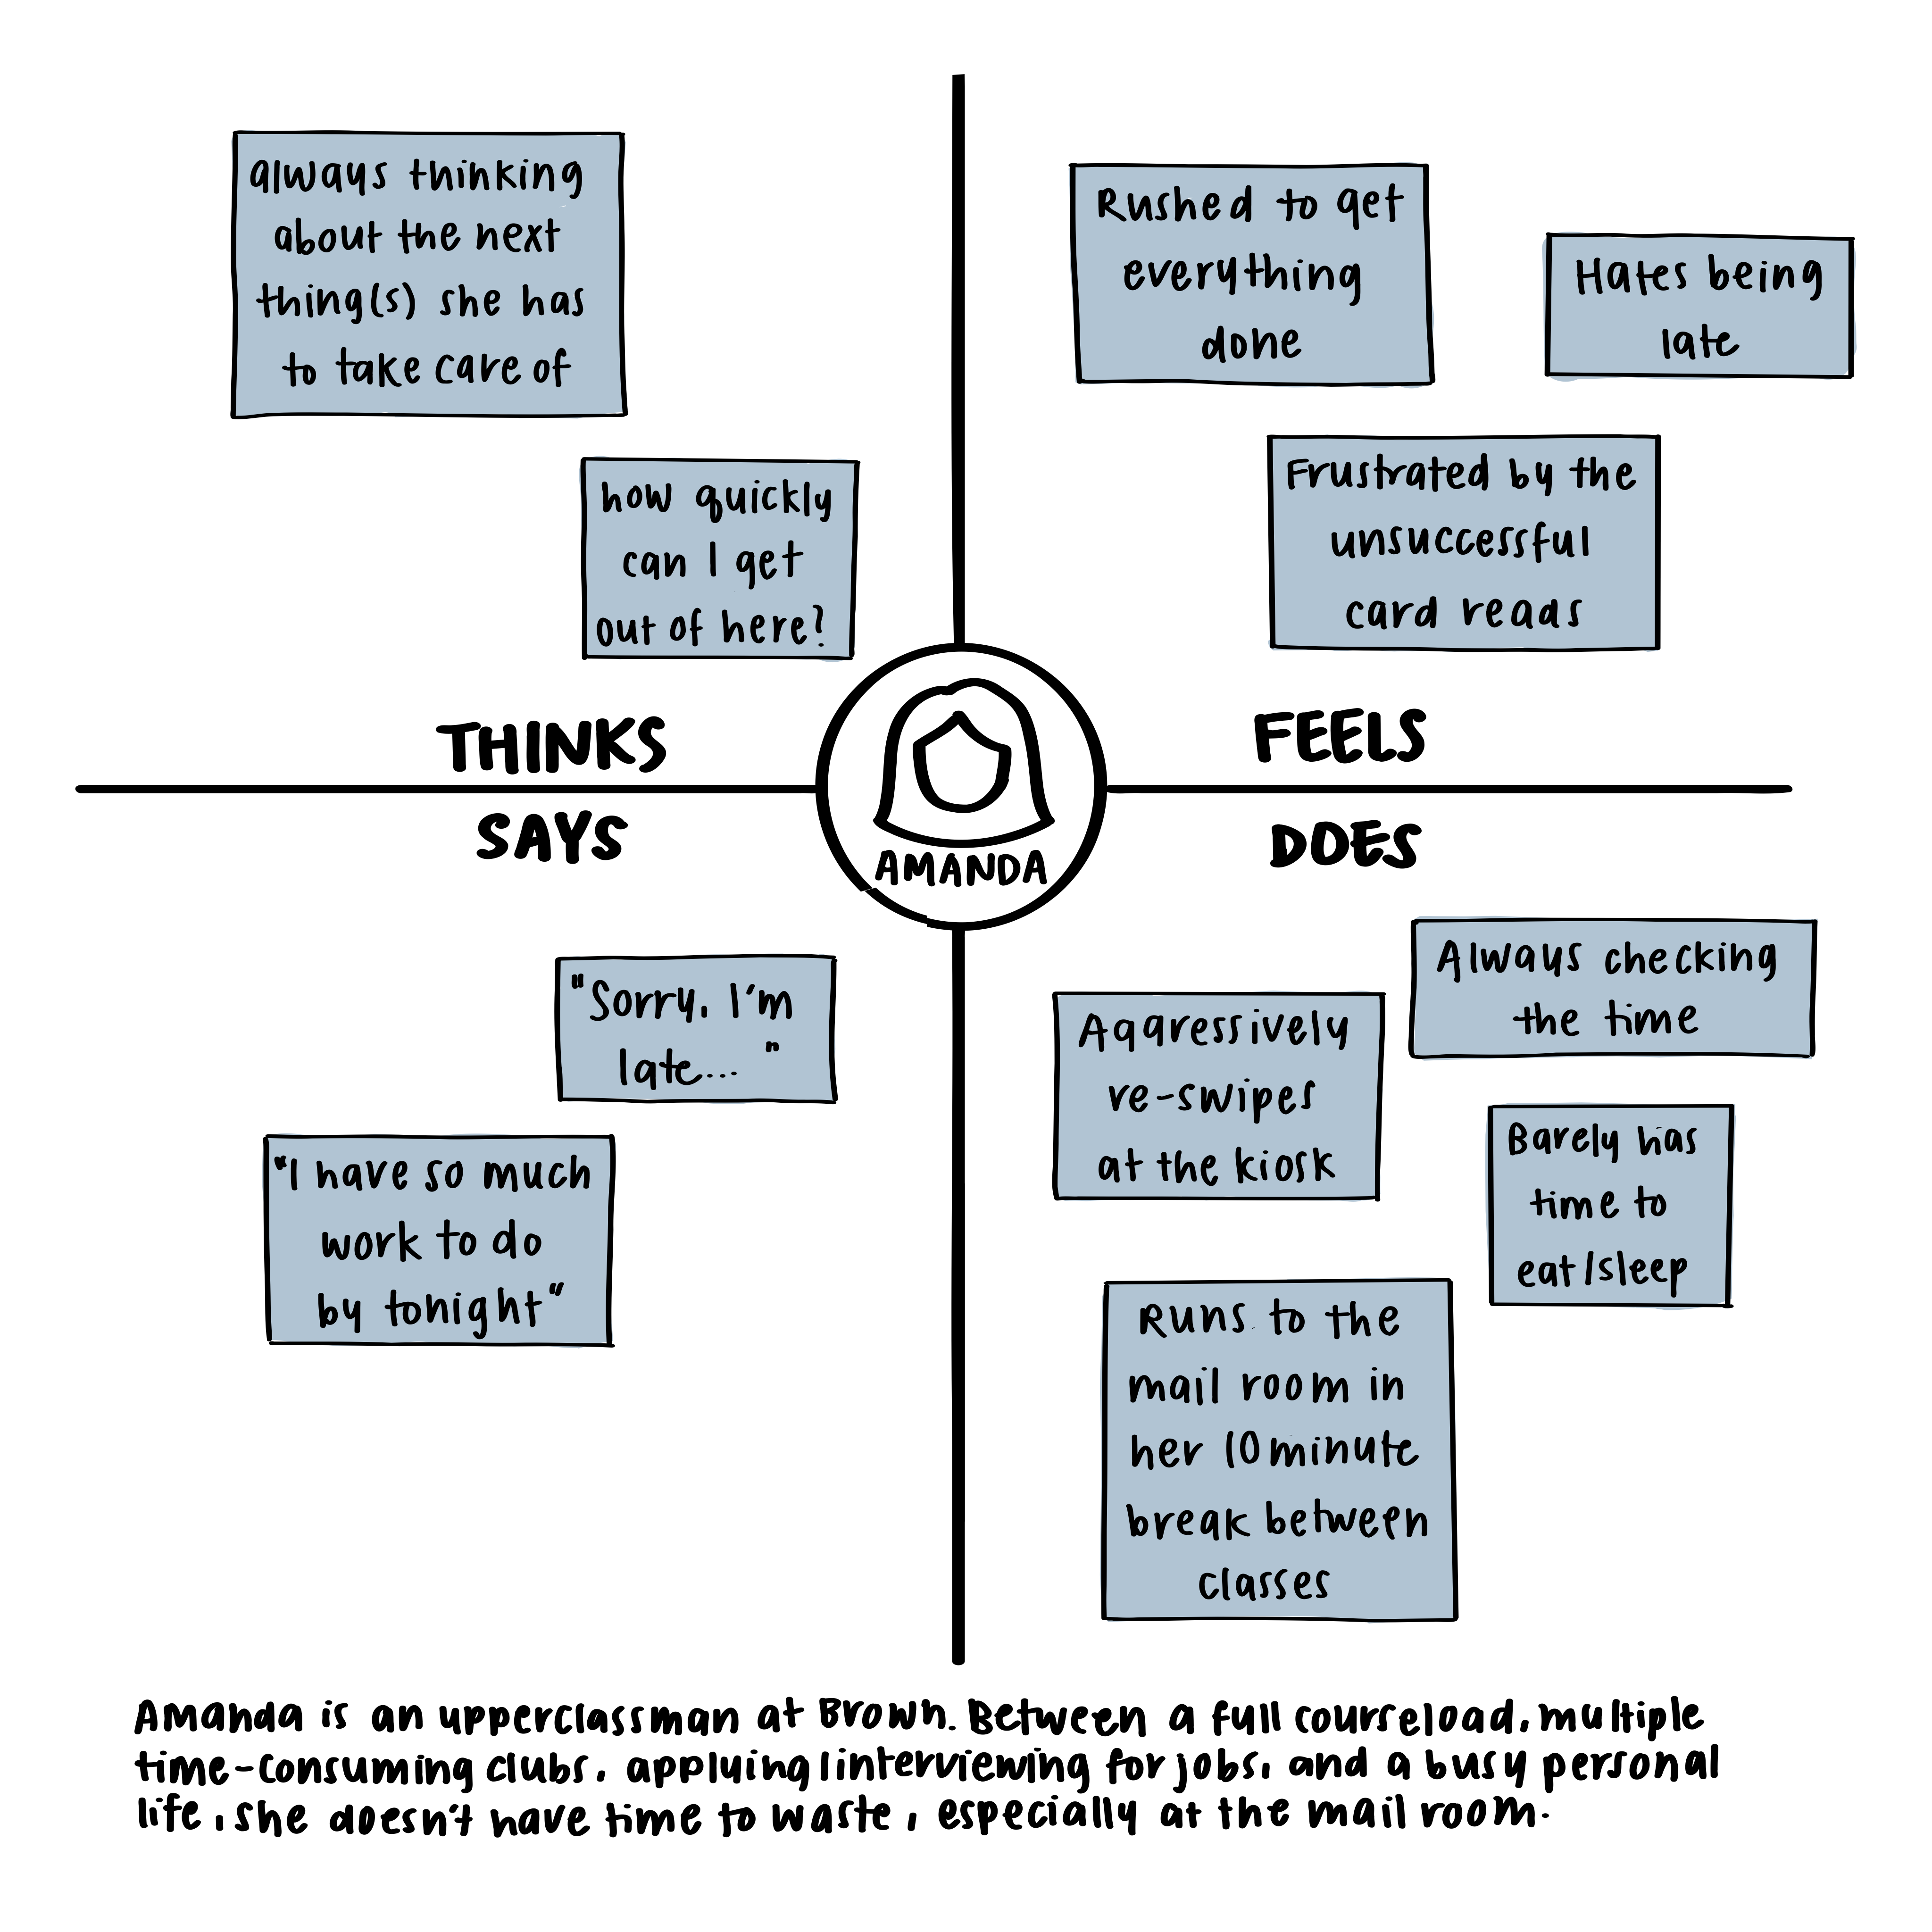 always thinking
about the next
thing(s) she has
to take care of
how quickly
can I get
out of here?
THINKS
Rushed to get
everything
done
Hates being
late
Frustrated by the
unsuccessful
card reads
FEELS
AMANDA
SAYS
"Sorry, I'm
late.... "
"I have so much
work to do
by tonight"
DOES
Always checking
the time
Aggressively
re-swipes
at the kiosk
Barely has
time to
eat/sleep
Runs to the
mail room in
her 10 minute
break between
classes
Amanda is an upperclassman at Brown. Between a full courseload, multiple
time-consuming clubs, applying/interviewing for jobs, and a busy personal
life, she doesn't have time to waste, especially at the mail room.